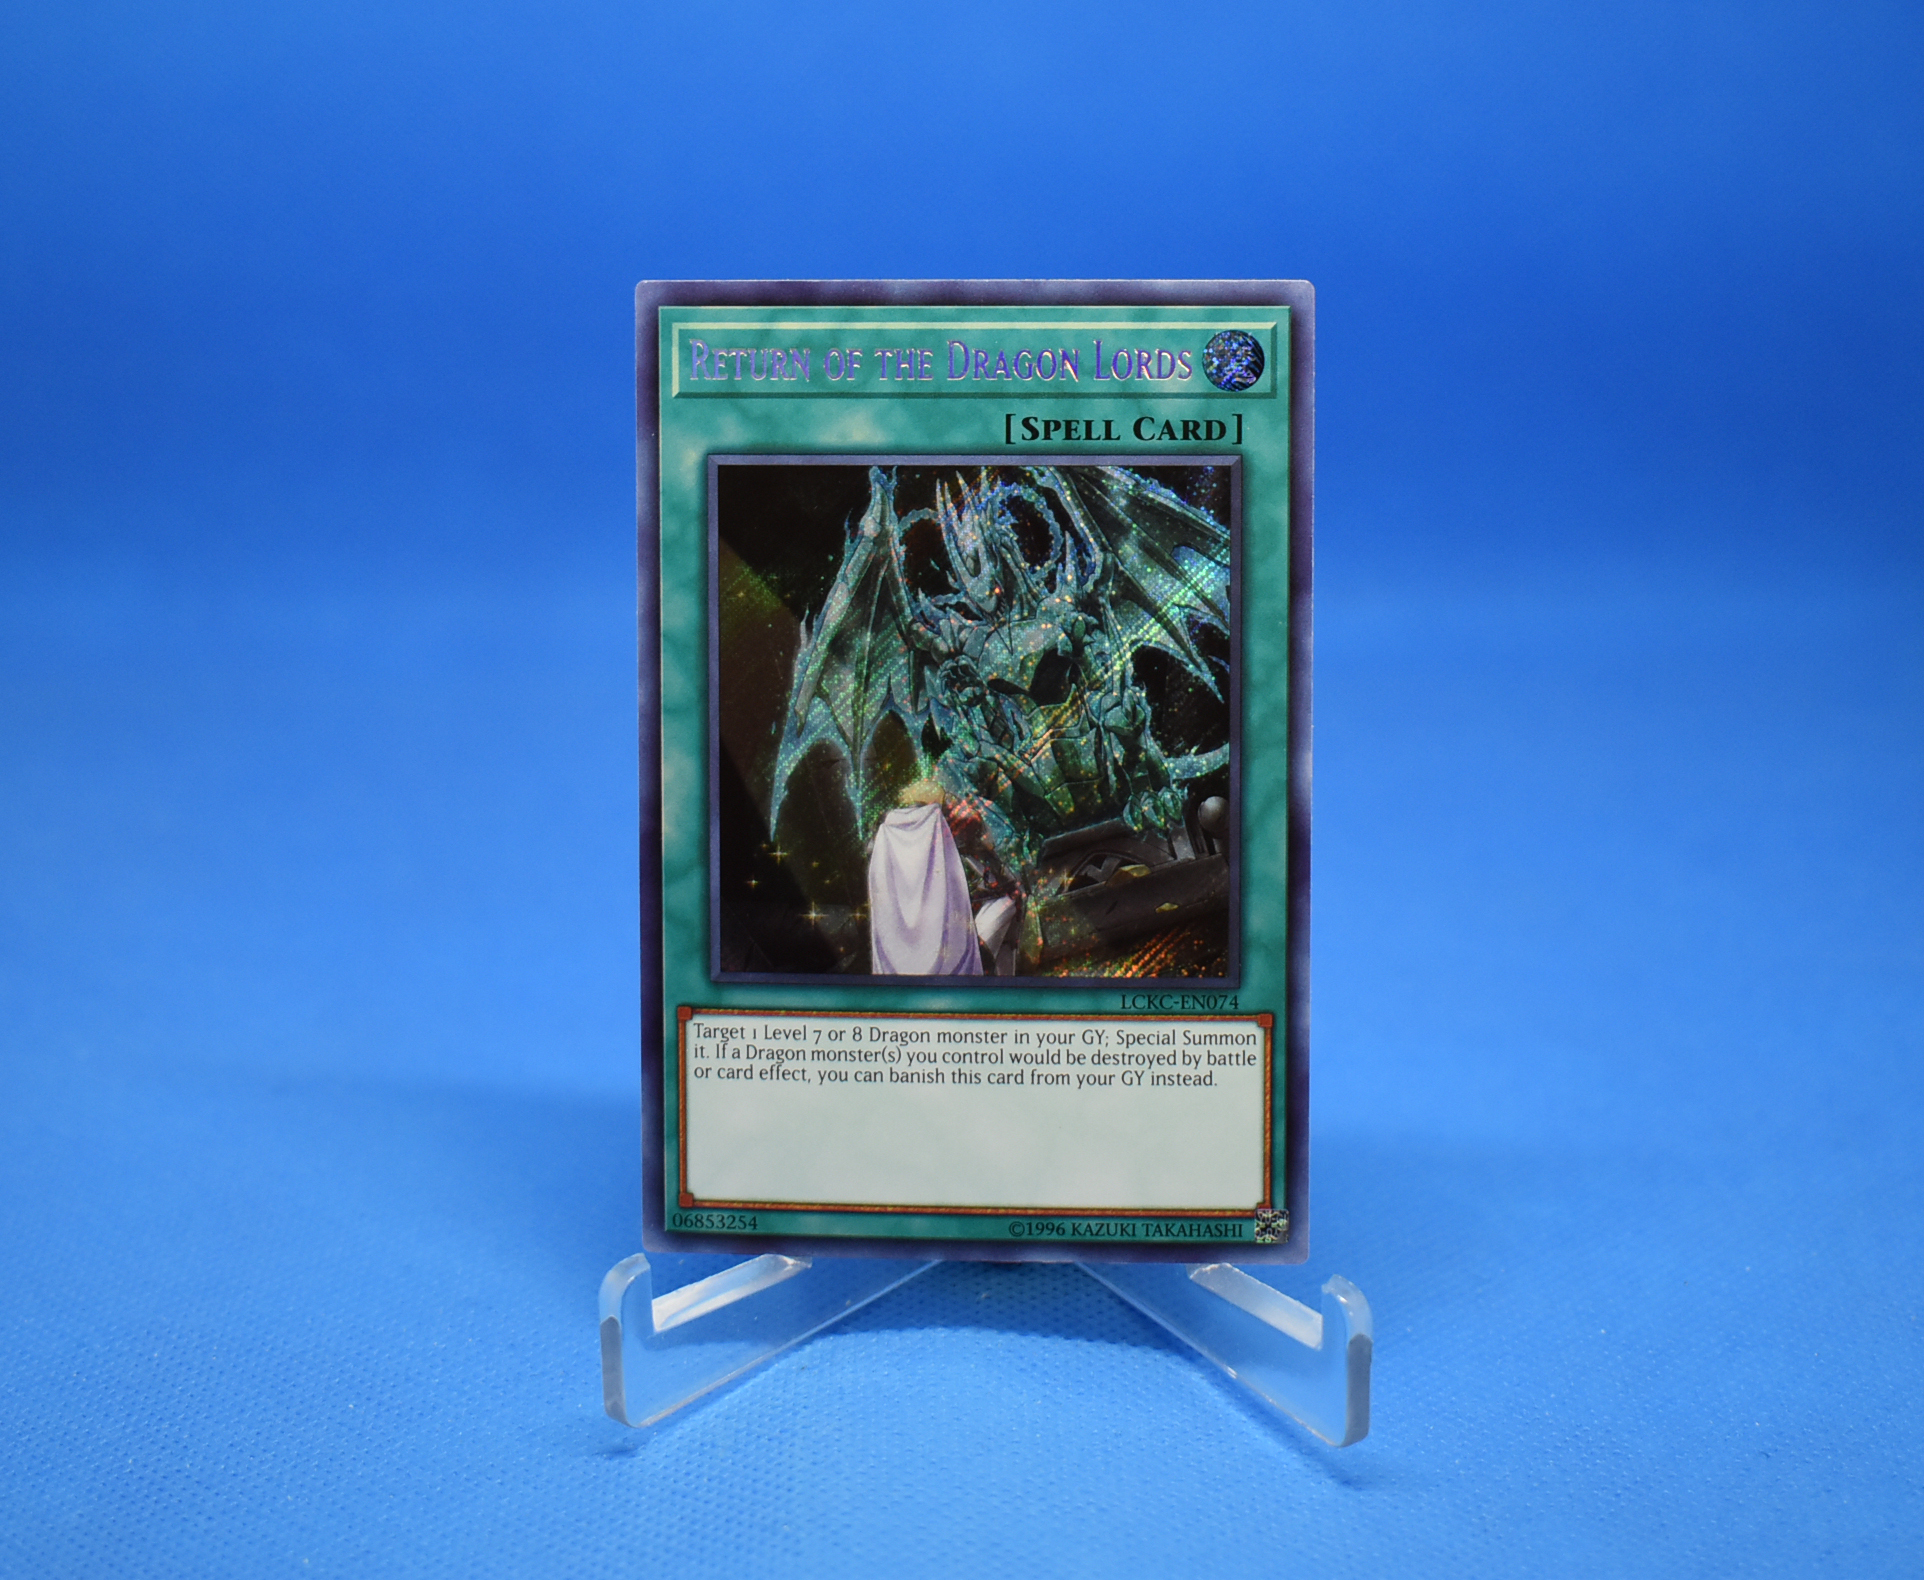 Return of the Dragon Lords
[Spell Card]
LCKC-EN074
Target 1 Level 7 or 8 Dragon monster in your GY; Special Summon
it. If a Dragon monster(s) you control would be destroyed by battle
or card effect, you can banish this card from your GY instead.
06853254
©1996 KAZUKI TAKAHASHI